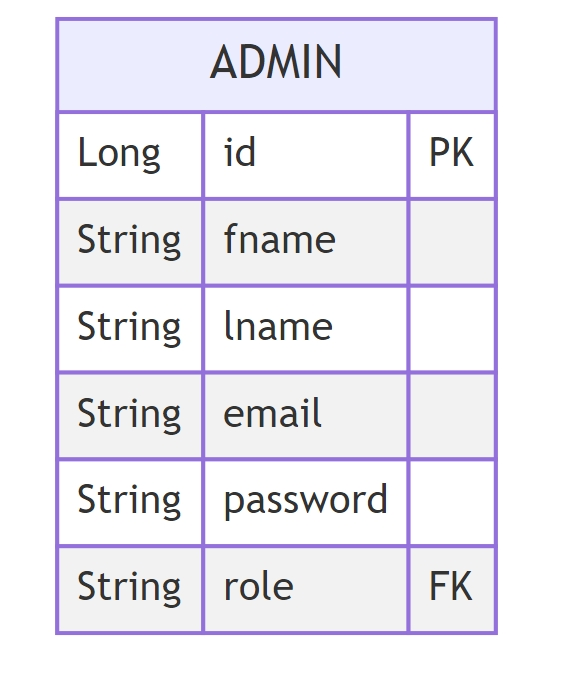 ADMIN
Long id PK
String fname
String lname
String email
String password
String role FK